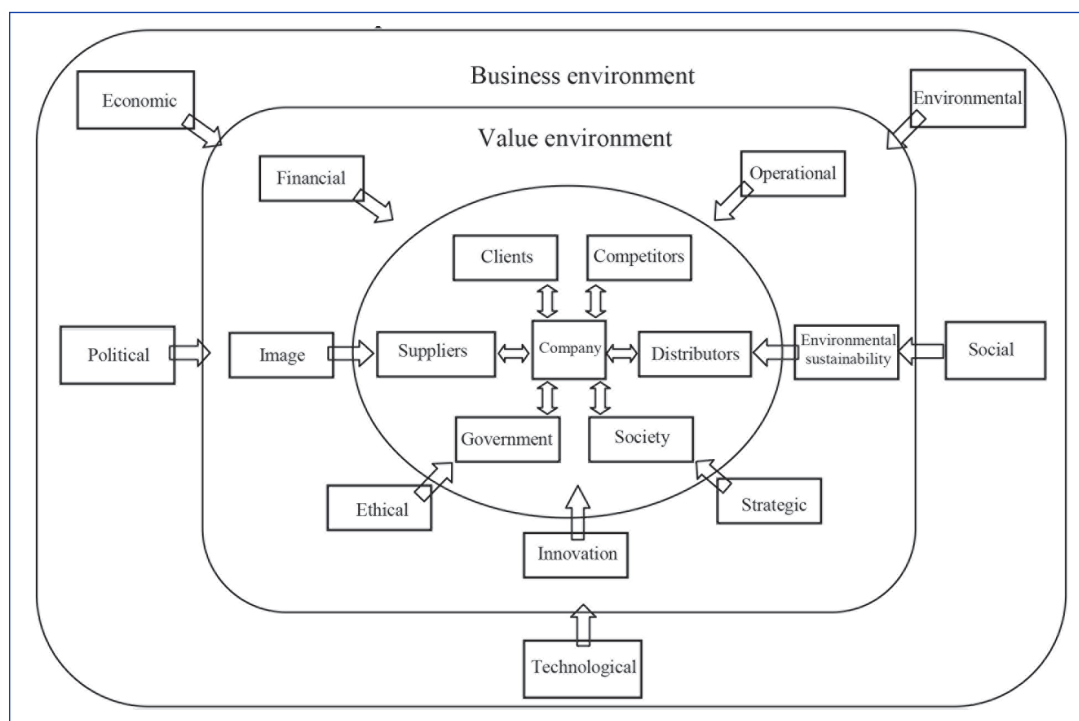 Business environment
Economic
Environmental
Value environment
Financial
Operational
Clients
Competitors
Political
Image
Suppliers
Company
Distributors
Environmental
sustainability
Social
Government
Society
Ethical
Strategic
Innovation
Technological